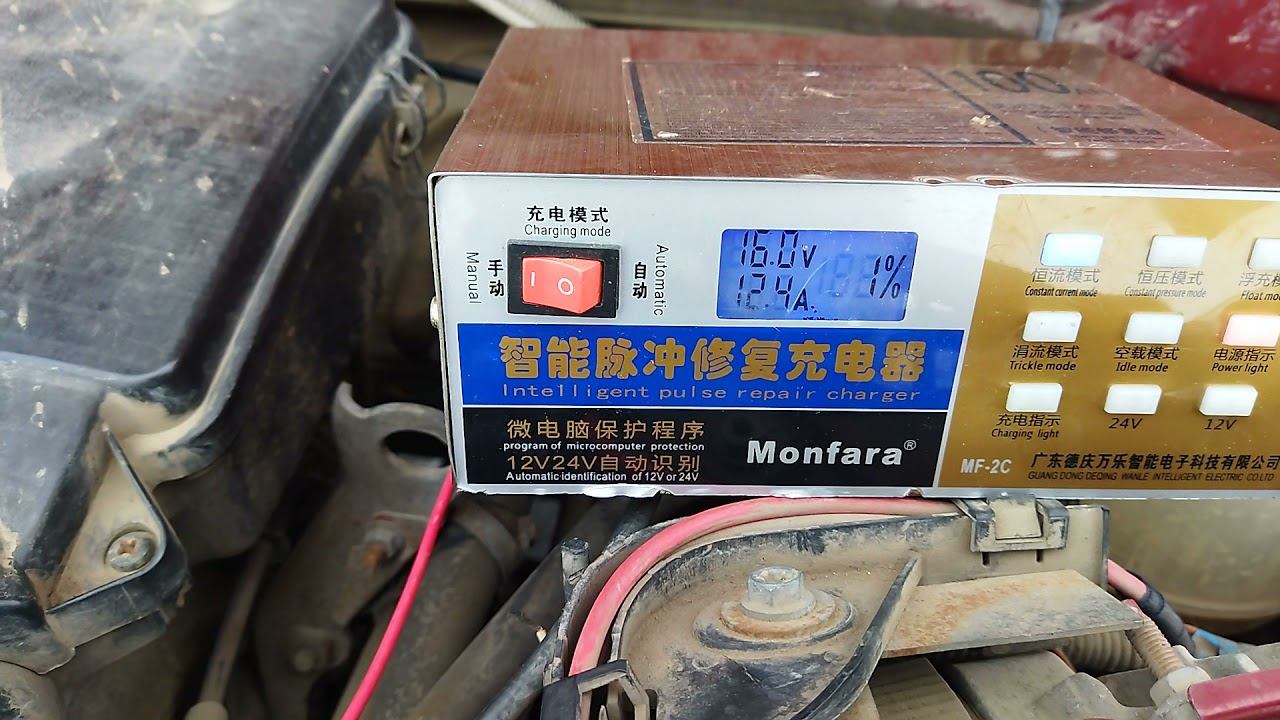 100
充电模式
Charging mode
Manual
手动
I
O
自动
Automatic
16.0V
12.4A
1%
恒流模式
Constant current mode
恒压模式
Constant pressure mode
浮充模
Float mo
涓流模式
Trickle mode
空载模式
Idle mode
电源指示
Power light
充电指示
Charging light
24V
12V
智能脉冲修复充电器
Intelligent pulse repair charger
微电脑保护程序
program of microcomputer protection
12V24V自动识别
Automatic identification of 12V or 24V
Monfara®
MF-2C
广东德庆万乐智能电子科技有限公司
GUANG DONG DEQING WANLE INTELLIGENT ELECTRIC CO LTD